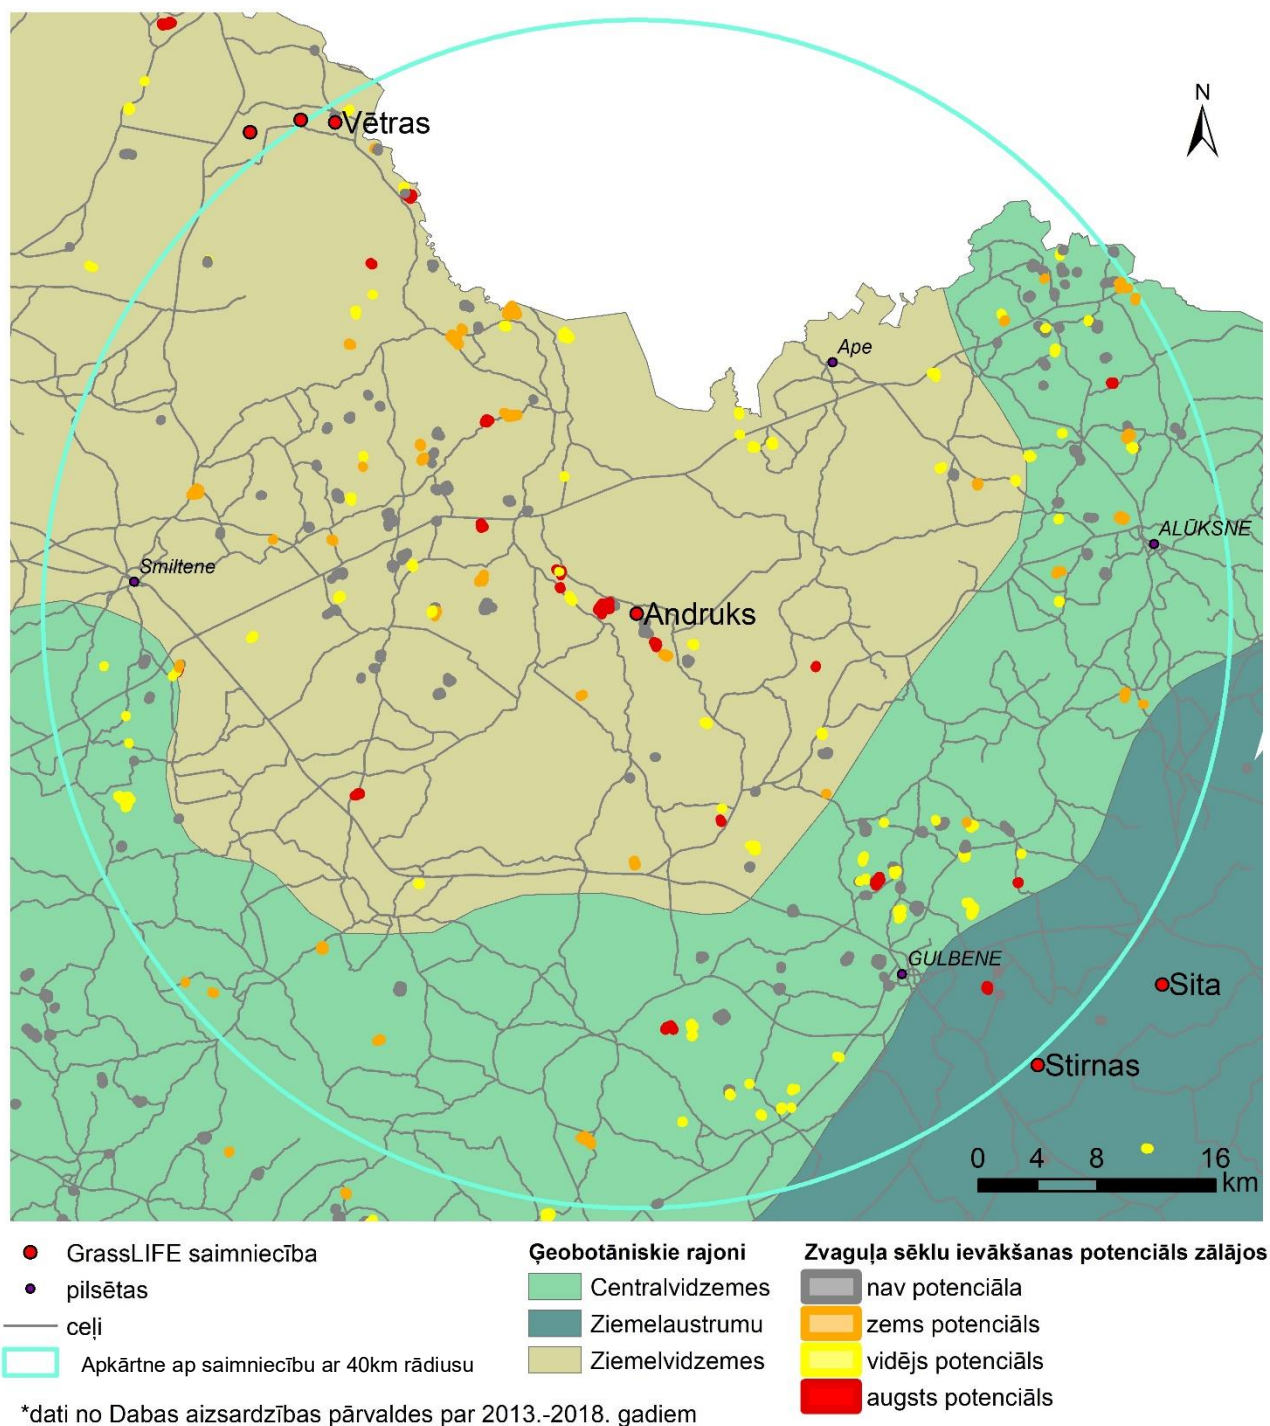 N
Vētras
Ape
ALŪKSNE
Smiltene
Andruks
GULBENE
Sita
Stirnas
0 4 8 16
km
GrassLIFE saimniecība
pilsētas
ceļi
Apkārtne ap saimniecību ar 40km rādiusu
*dati no Dabas aizsardzības pārvaldes par 2013.-2018. gadiem
Ģeobotāniskie rajoni
Centralvidzemes
Ziemelaustrumu
Ziemelvidzemes
Zvaguļa sēklu ievākšanas potenciāls zālājos
nav potenciāla
zems potenciāls
vidējs potenciāls
augsts potenciāls